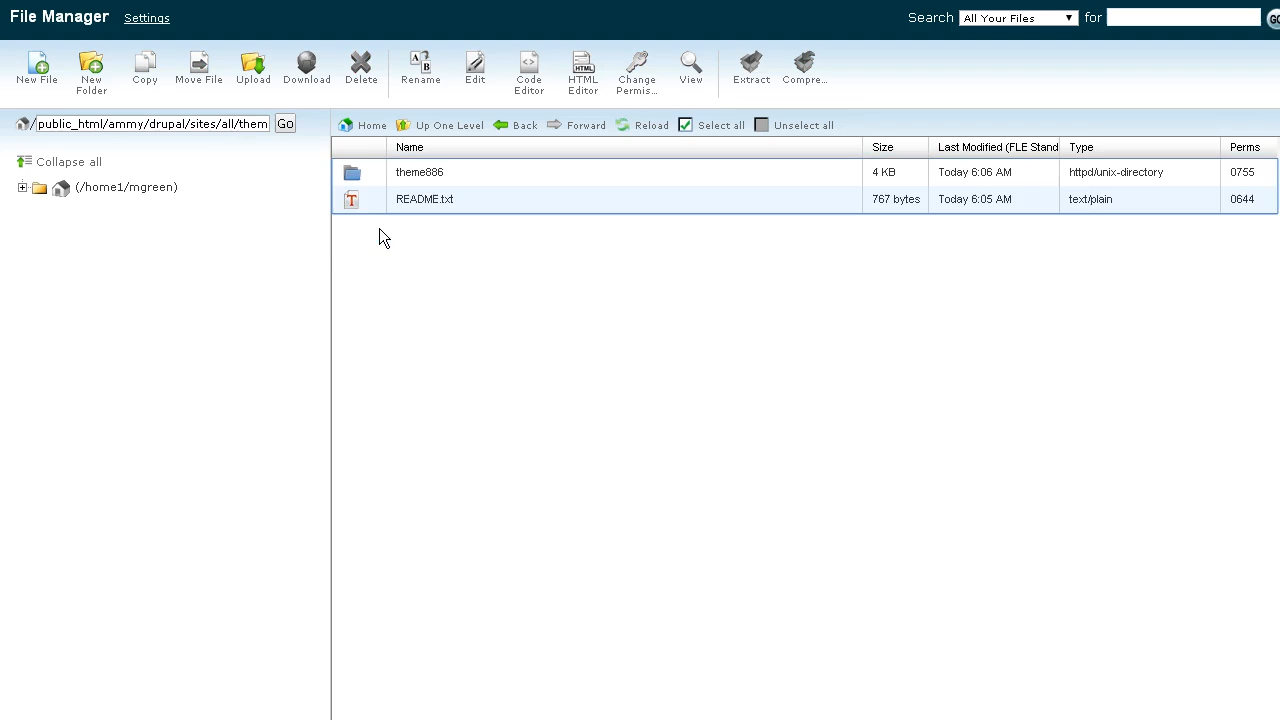 File Manager Settings Search All Your Files for GO
New File New Folder Copy Move File Upload Download Delete Rename Edit Code Editor HTML Editor Change Permis... View Extract Compre...
/ public_html/ammy/drupal/sites/all/them Go
Home Up One Level Back Forward Reload Select all Unselect all
Collapse all
(/home1/mgreen)
Name Size Last Modified (FLE Stand Type Perms
theme886 4 KB Today 6:06 AM httpd/unix-directory 0755
README.txt 767 bytes Today 6:05 AM text/plain 0644